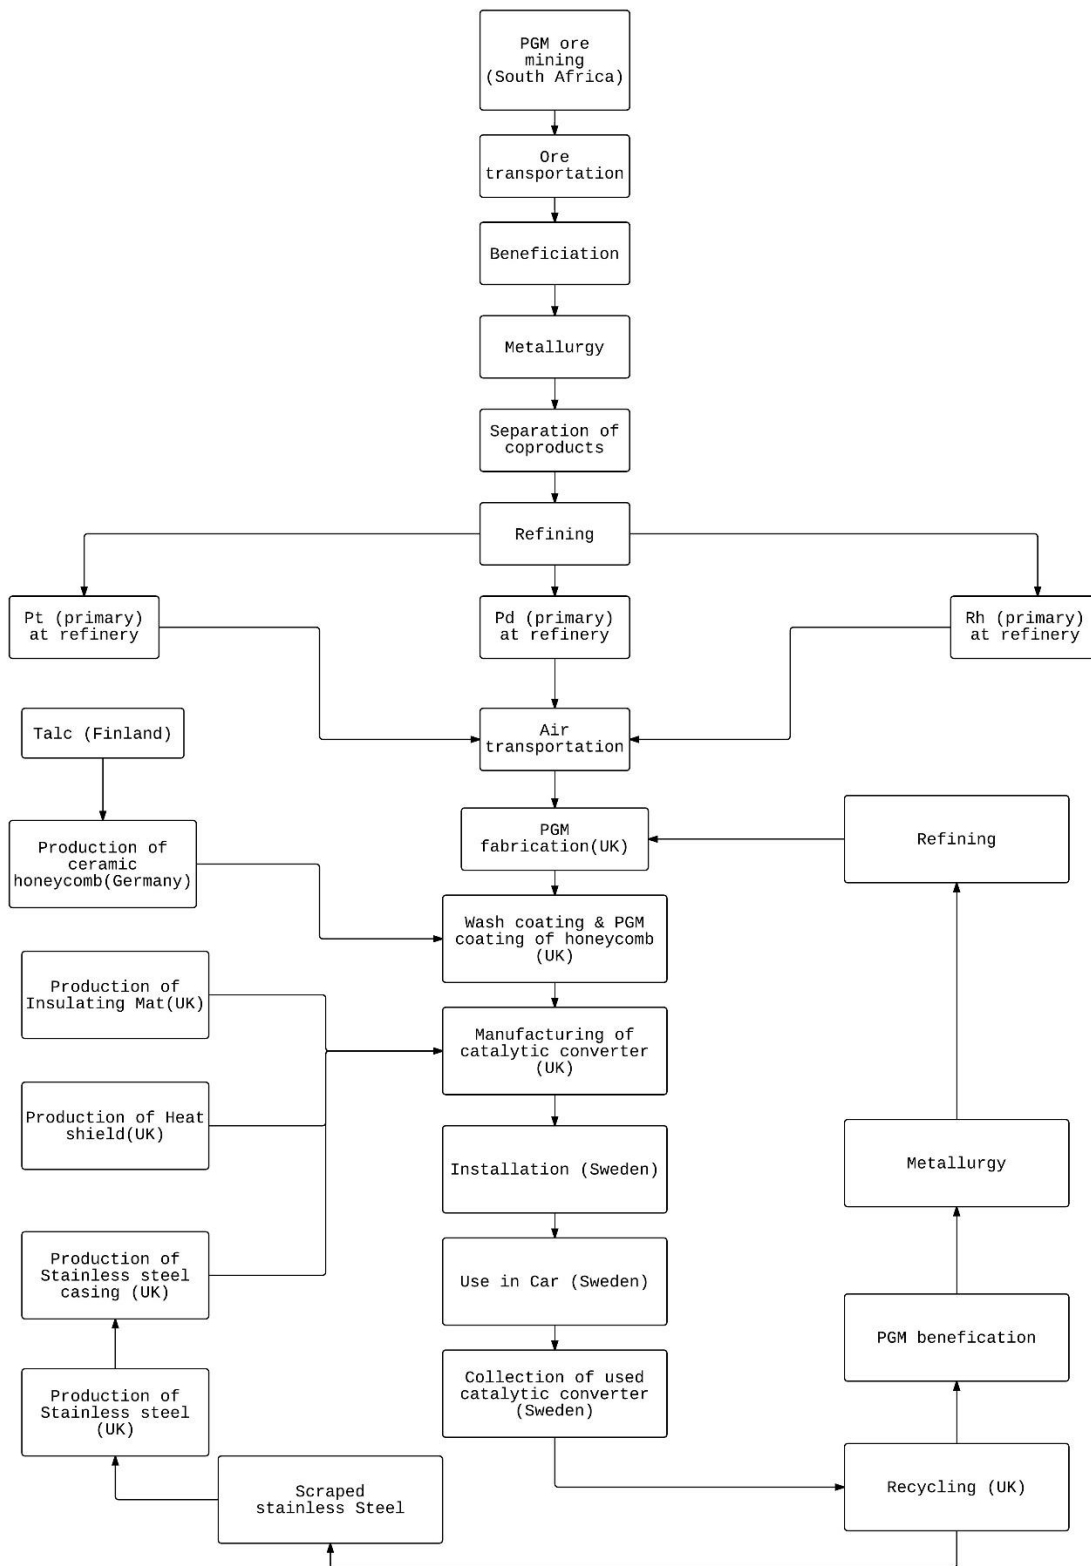 PGM ore
mining
(South Africa)
Ore
transportation
Beneficiation
Metallurgy
Separation of
coproducts
Refining
Pt (primary)
at refinery
Pd (primary)
at refinery
Rh (primary)
at refinery
Talc (Finland)
Air
transportation
Production of
ceramic
honeycomb(Germany)
PGM
fabrication(UK)
Refining
Wash coating & PGM
coating of honeycomb
(UK)
Production of
Insulating Mat(UK)
Manufacturing of
catalytic converter
(UK)
Production of Heat
shield(UK)
Installation (Sweden)
Metallurgy
Production of
Stainless steel
casing (UK)
Use in Car (Sweden)
PGM benefication
Production of
Stainless steel
(UK)
Collection of used
catalytic converter
(Sweden)
Scraped
stainless Steel
Recycling (UK)